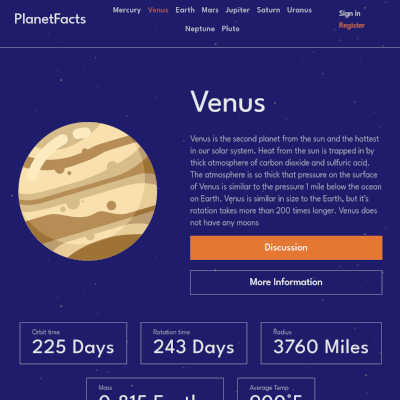 PlanetFacts
Mercury Venus Earth Mars Jupiter Saturn Uranus
Neptune Pluto
Sign in
Register
Venus
Venus is the second planet from the sun and the hottest
in our solar system. Heat from the sun is trapped in by
thick atmosphere of carbon dioxide and sulfuric acid.
The atmosphere is so thick that pressure on the surface
of Venus is similar to the pressure 1 mile below the ocean
on Earth. Venus is similar in size to the Earth, but it's
rotation takes more than 200 times longer. Venus does
not have any moons
Discussion
More Information
Orbit time
225 Days
Rotation time
243 Days
Radius
3760 Miles
Mass
0.815 Earth
Average Temp